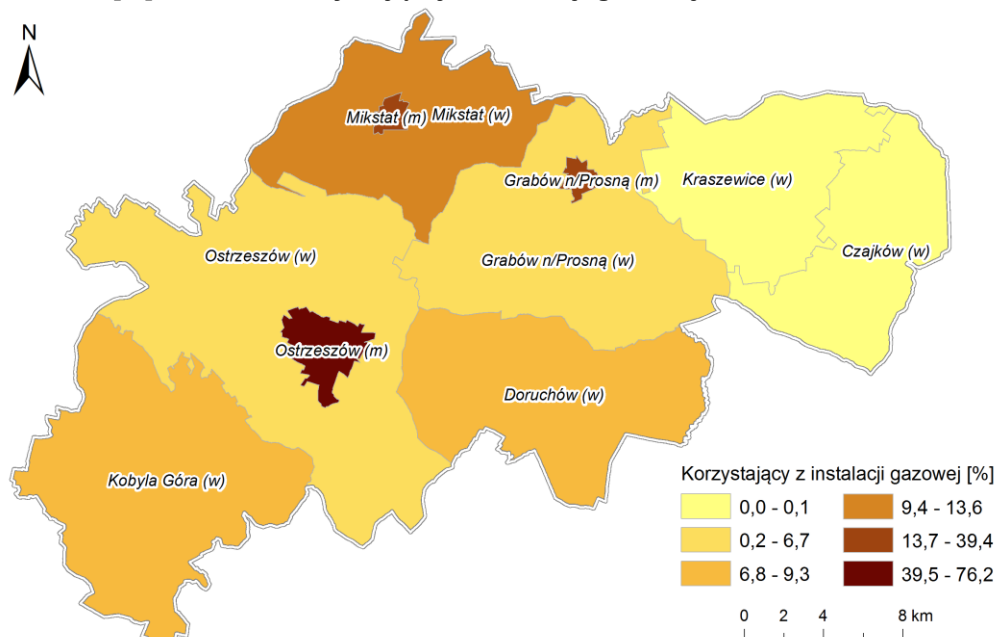 N
Mikstat (m)
Mikstat (w)
Grabów n/Prosną (m)
Kraszewice (w)
Ostrzeszów (w)
Grabów n/Prosną (w)
Czajków (w)
Ostrzeszów (m)
Doruchów (w)
Kobyla Góra (w)
Korzystający z instalacji gazowej [%]
0,0 - 0,1
9,4 - 13,6
0,2 - 6,7
13,7 - 39,4
6,8 - 9,3
39,5 - 76,2
0 2 4 8 km